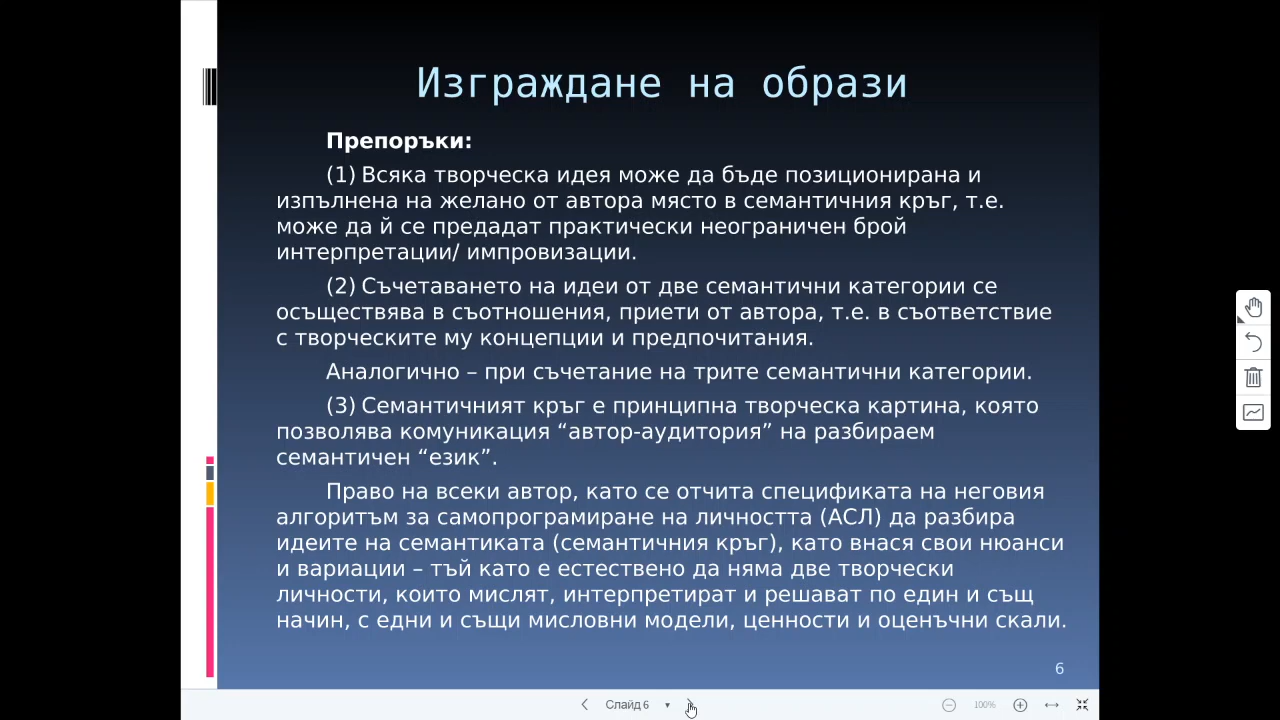 Изграждане на образи
Препоръки:
(1) Всяка творческа идея може да бъде позиционирана и
изпълнена на желано от автора място в семантичния кръг, т.е.
може да й се предадат практически неограничен брой
интерпретации/ импровизации.
(2) Съчетаването на идеи от две семантични категории се
осъществява в съотношения, приети от автора, т.е. в съответствие
с творческите му концепции и предпочитания.
Аналогично – при съчетание на трите семантични категории.
(3) Семантичният кръг е принципна творческа картина, която
позволява комуникация “автор-аудитория” на разбираем
семантичен “език”.
Право на всеки автор, като се отчита спецификата на неговия
алгоритъм за самопрограмиране на личността (АСЛ) да разбира
идеите на семантиката (семантичния кръг), като внася свои нюанси
и вариации – тъй като е естествено да няма две творчески
личности, които мислят, интерпретират и решават по един и същ
начин, с едни и същи мисловни модели, ценности и оценъчни скали.
6
Слайд 6
100%